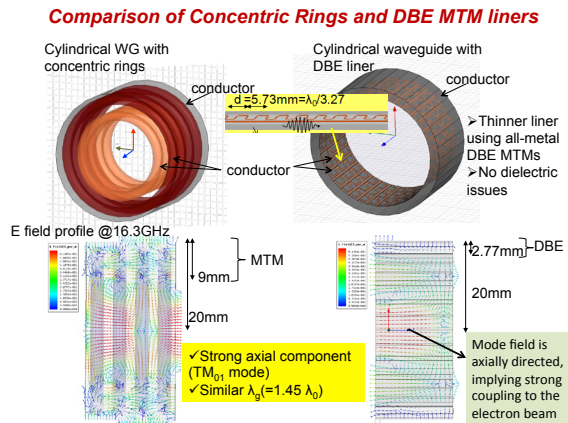 Comparison of Concentric Rings and DBE MTM liners
Cylindrical WG with
concentric rings
conductor
Cylindrical waveguide with
DBE liner
conductor
d =5.73mm=λ₀/3.27
➢Thinner liner
using all-metal
DBE MTMs
➢No dielectric
issues
conductor
E field profile @16.3GHz
MTM
9mm
20mm
DBE
2.77mm
20mm
✓Strong axial component
(TM₀₁ mode)
✓Similar λg(=1.45 λ₀)
Mode field is
axially directed,
implying strong
coupling to the
electron beam